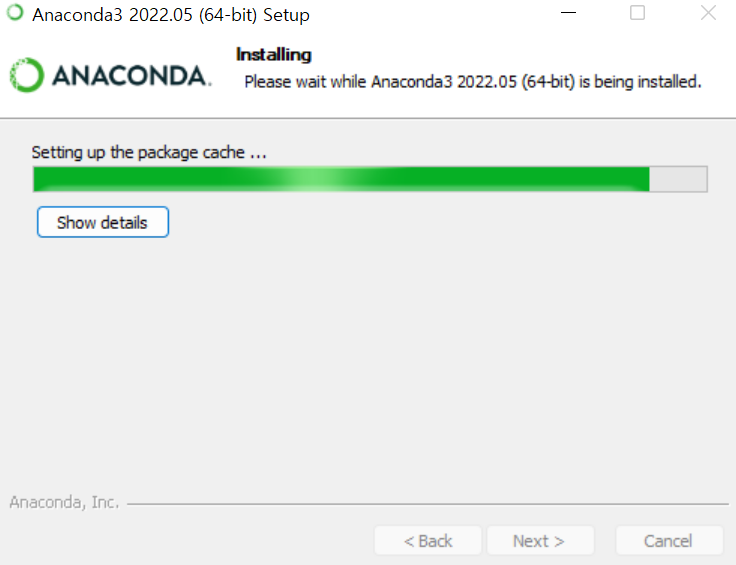 Anaconda3 2022.05 (64-bit) Setup
ANACONDA.
Installing
Please wait while Anaconda3 2022.05 (64-bit) is being installed.
Setting up the package cache ...
Show details
Anaconda, Inc.
< Back
Next >
Cancel